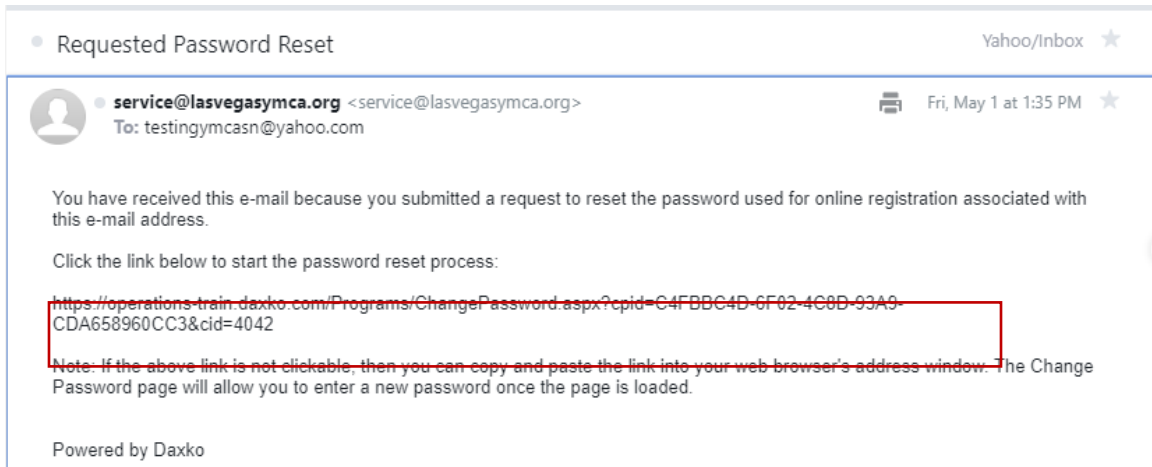 Requested Password Reset
Yahoo/Inbox
service@lasvegasymca.org <service@lasvegasymca.org>
Fri, May 1 at 1:35 PM
To: testingymcasn@yahoo.com
You have received this e-mail because you submitted a request to reset the password used for online registration associated with
this e-mail address.
Click the link below to start the password reset process:
https://operations-train.daxko.com/Programs/ChangePassword.aspx?cpid=C4FBBC4D-6F02-4C8D-93A9-
CDA658960CC3&cid=4042
Note: If the above link is not clickable, then you can copy and paste the link into your web browser's address window. The Change
Password page will allow you to enter a new password once the page is loaded.
Powered by Daxko